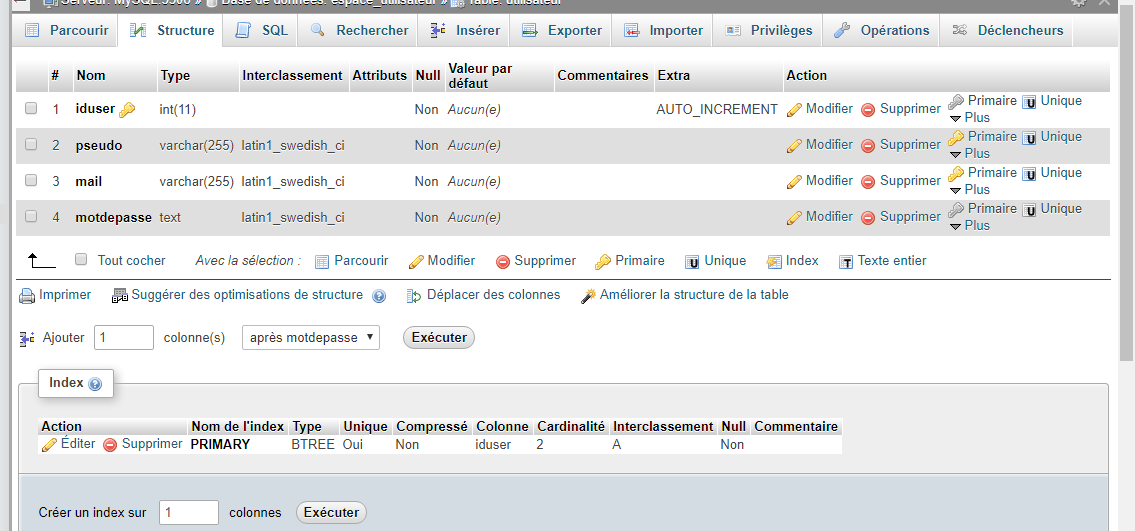 Serveur: MySQL:3306 » Base de données: espace_utilisateur » Table: utilisateur
Parcourir Structure SQL Rechercher Insérer Exporter Importer Privilèges Opérations Déclencheurs
# Nom Type Interclassement Attributs Null Valeur par défaut Commentaires Extra Action
1 iduser int(11) Non Aucun(e) AUTO_INCREMENT Modifier Supprimer Primaire Unique
Plus
2 pseudo varchar(255) latin1_swedish_ci Non Aucun(e) Modifier Supprimer Primaire Unique
Plus
3 mail varchar(255) latin1_swedish_ci Non Aucun(e) Modifier Supprimer Primaire Unique
Plus
4 motdepasse text latin1_swedish_ci Non Aucun(e) Modifier Supprimer Primaire Unique
Plus
Tout cocher Avec la sélection : Parcourir Modifier Supprimer Primaire Unique Index Texte entier
Imprimer Suggérer des optimisations de structure Déplacer des colonnes Améliorer la structure de la table
Ajouter 1 colonne(s) après motdepasse Exécuter
Index
Action Nom de l'index Type Unique Compressé Colonne Cardinalité Interclassement Null Commentaire
Éditer Supprimer PRIMARY BTREE Oui Non iduser 2 A Non
Créer un index sur 1 colonnes Exécuter